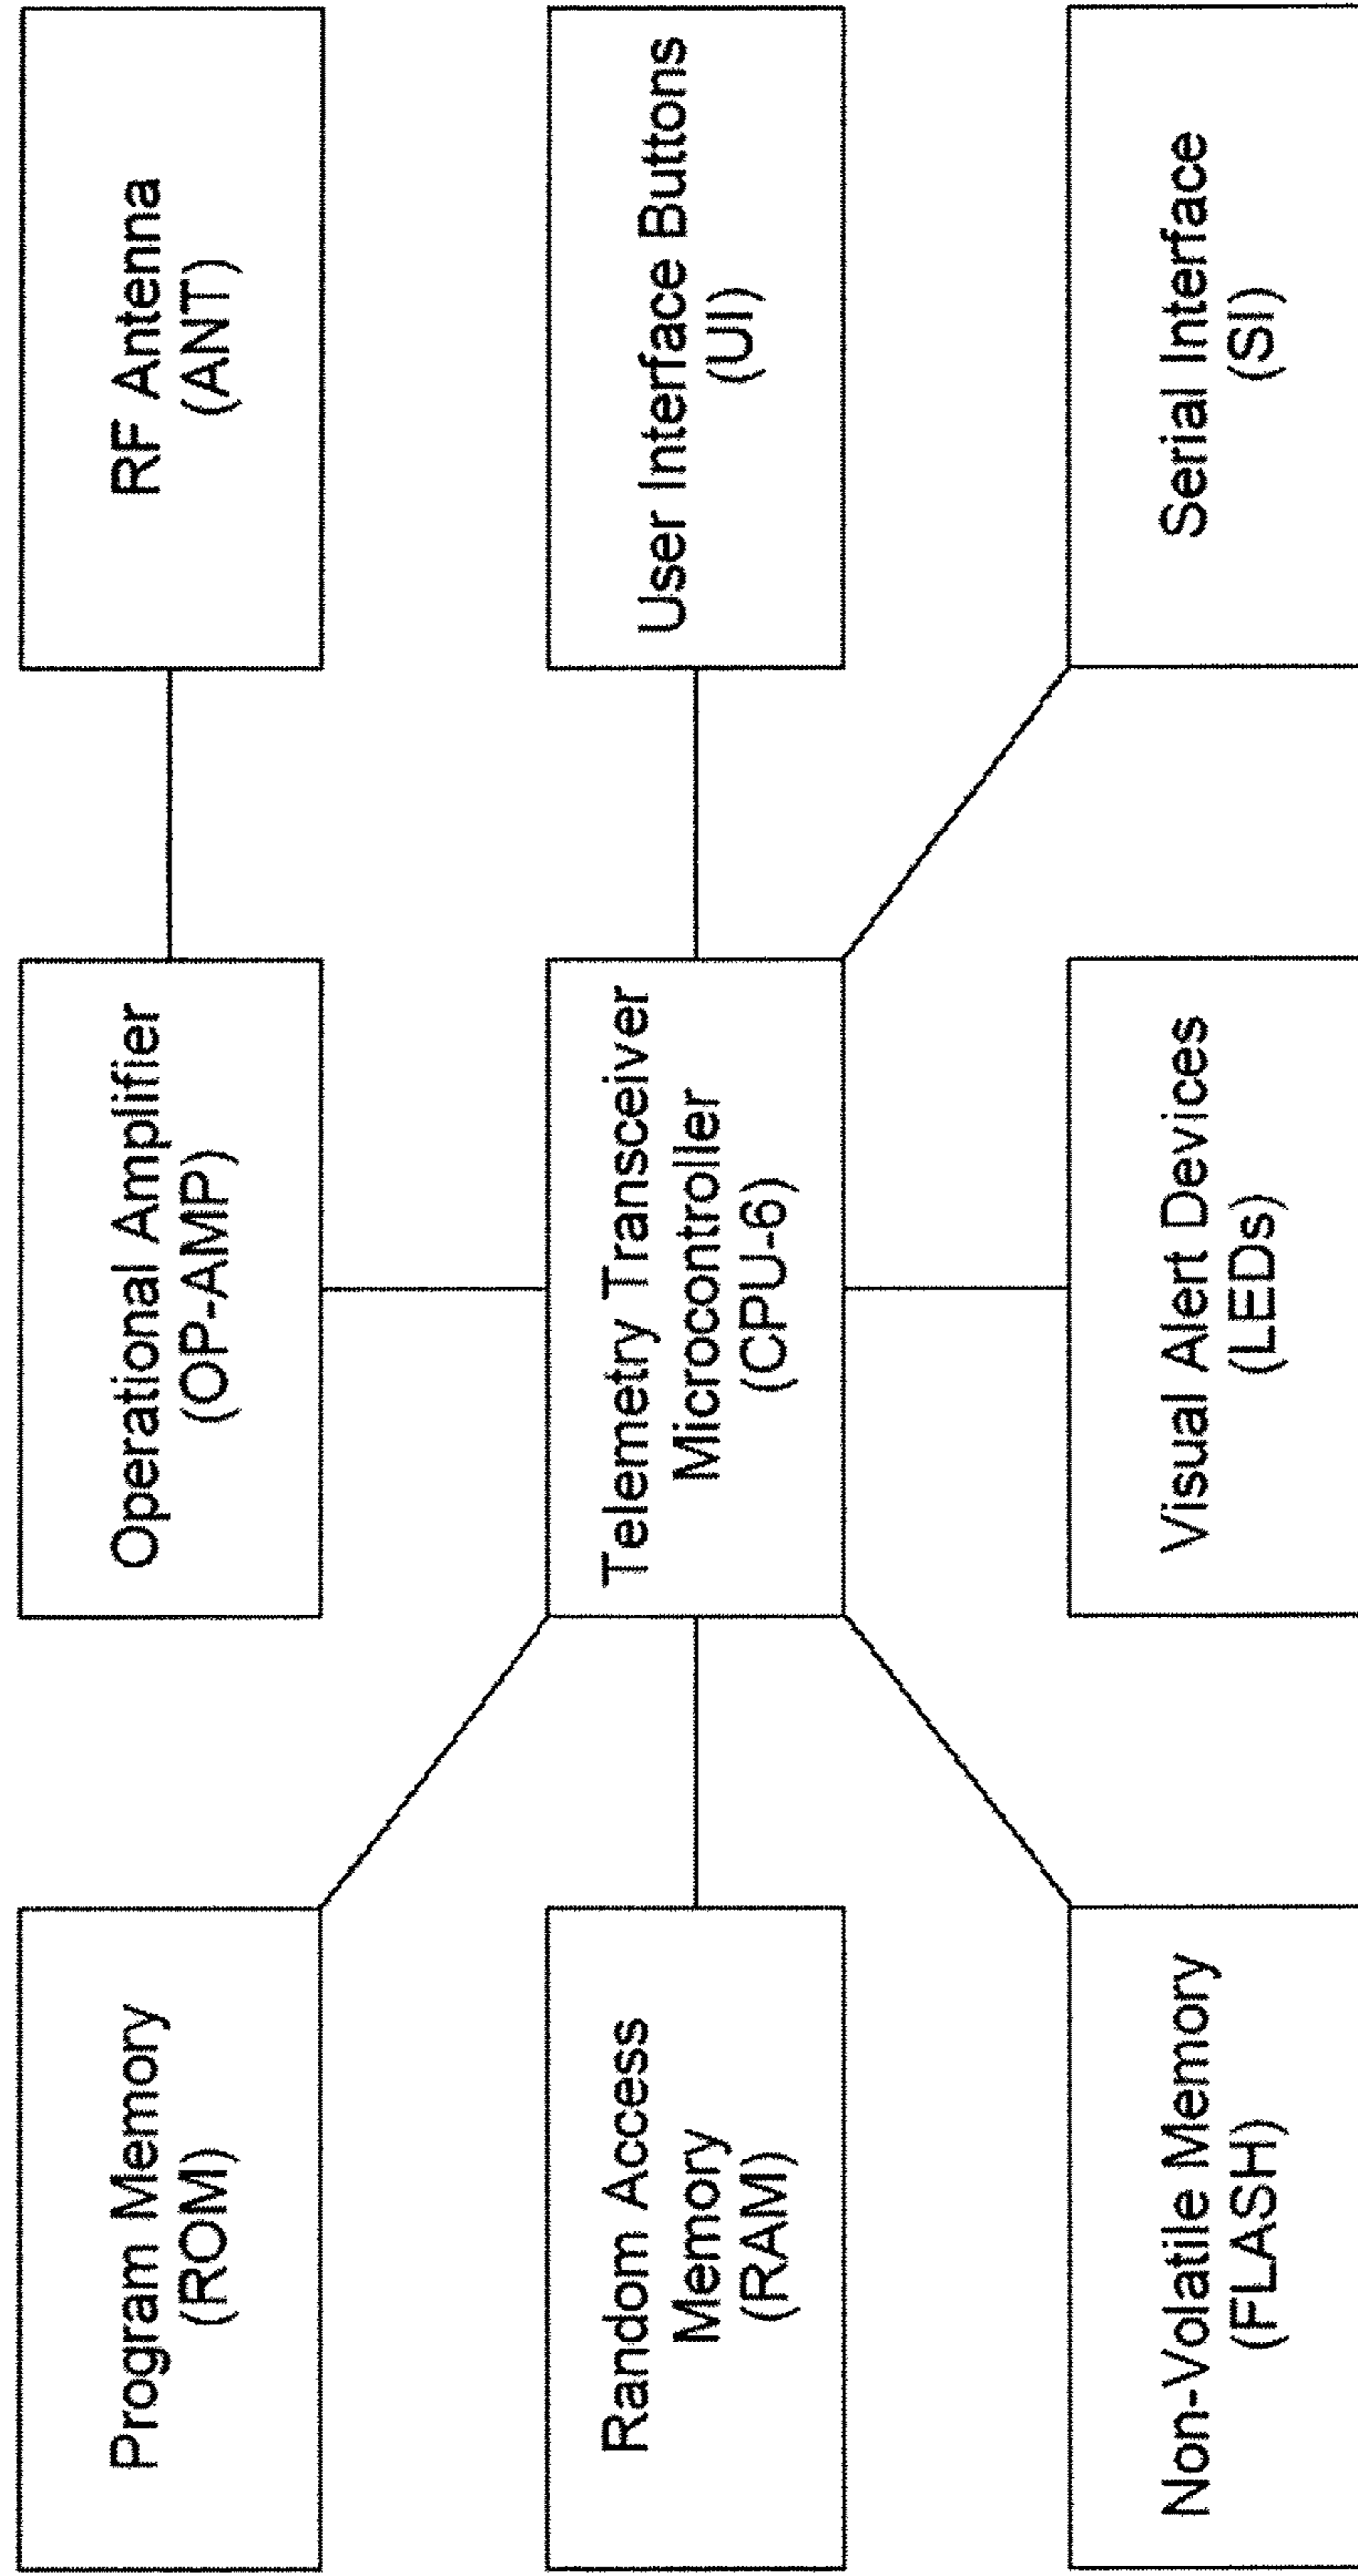 Program Memory
(ROM)
Operational Amplifier
(OP-AMP)
RF Antenna
(ANT)
Random Access
Memory
(RAM)
Telemetry Transceiver
Microcontroller
(CPU-6)
User Interface Buttons
(UI)
Non-Volatile Memory
(FLASH)
Visual Alert Devices
(LEDs)
Serial Interface
(SI)